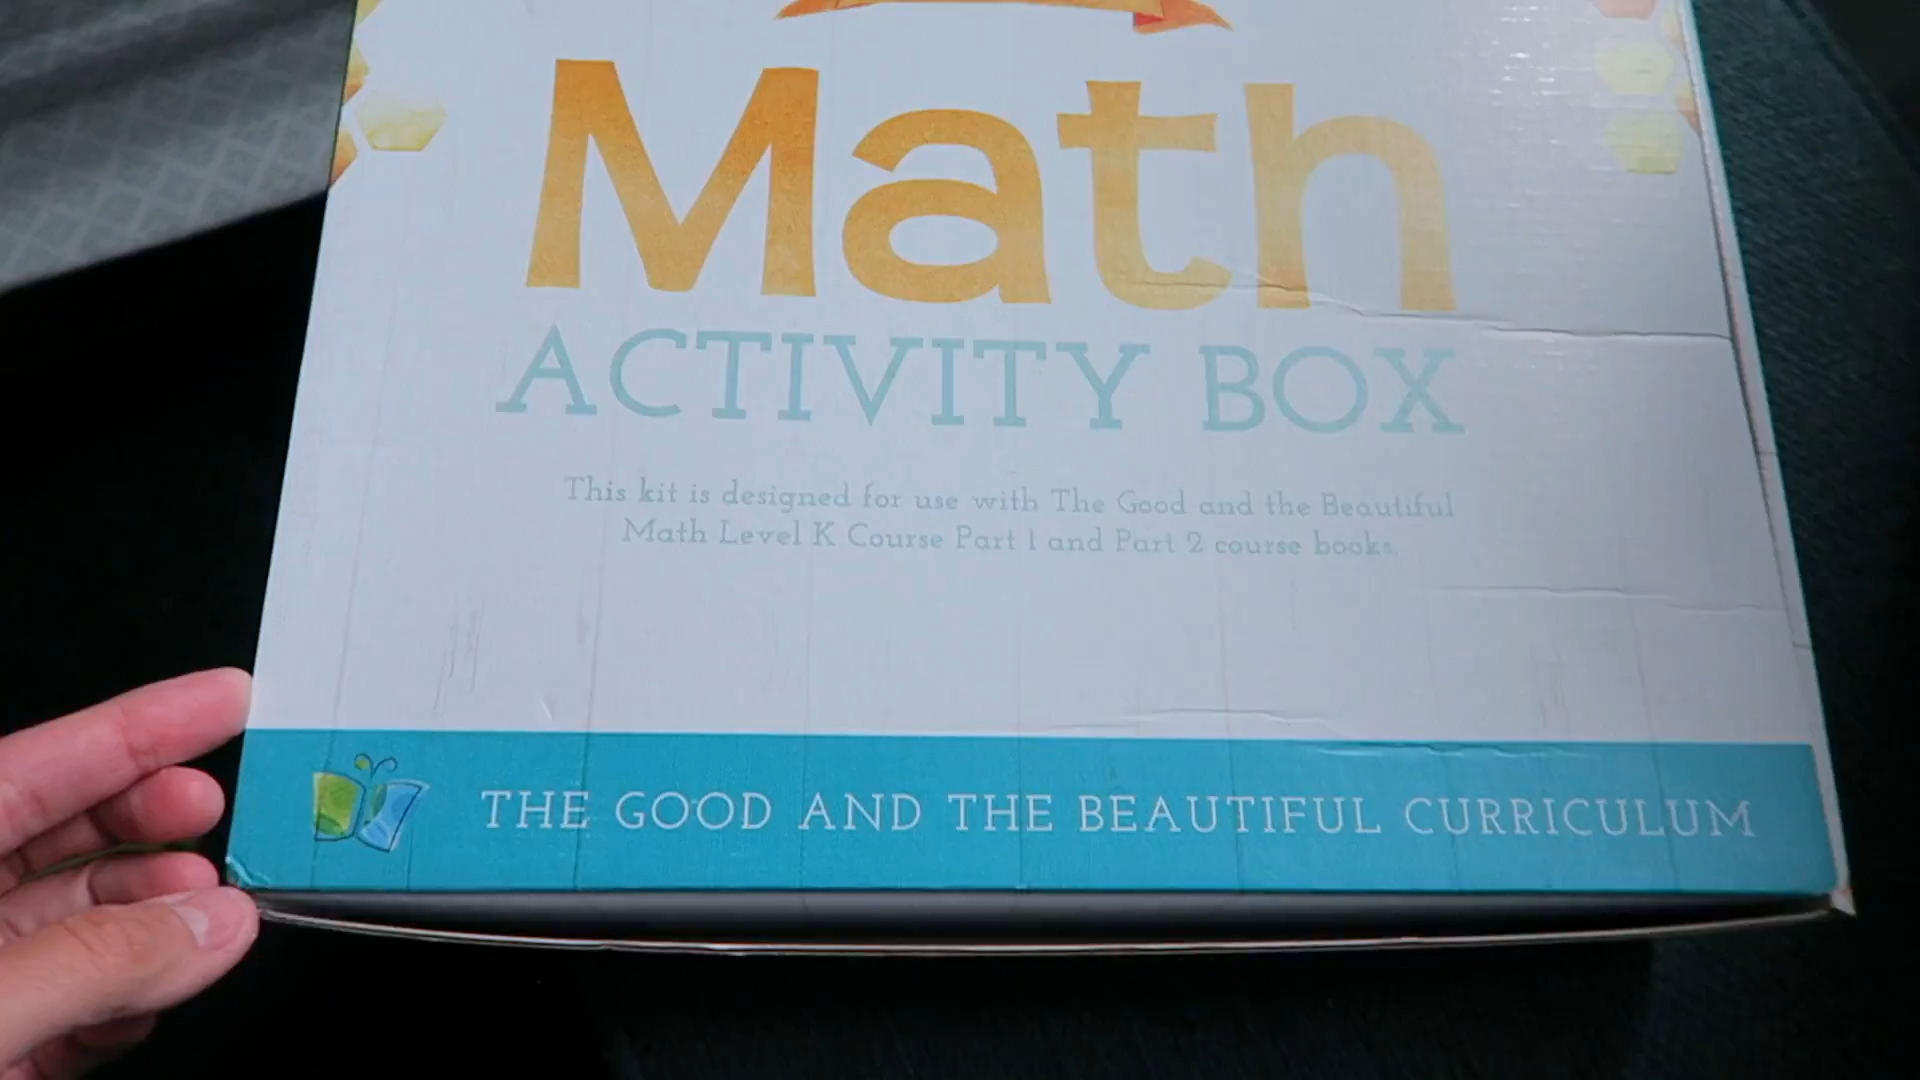 Math
ACTIVITY BOX
This kit is designed for use with The Good and the Beautiful
Math Level K Course Part 1 and Part 2 course books.
THE GOOD AND THE BEAUTIFUL CURRICULUM